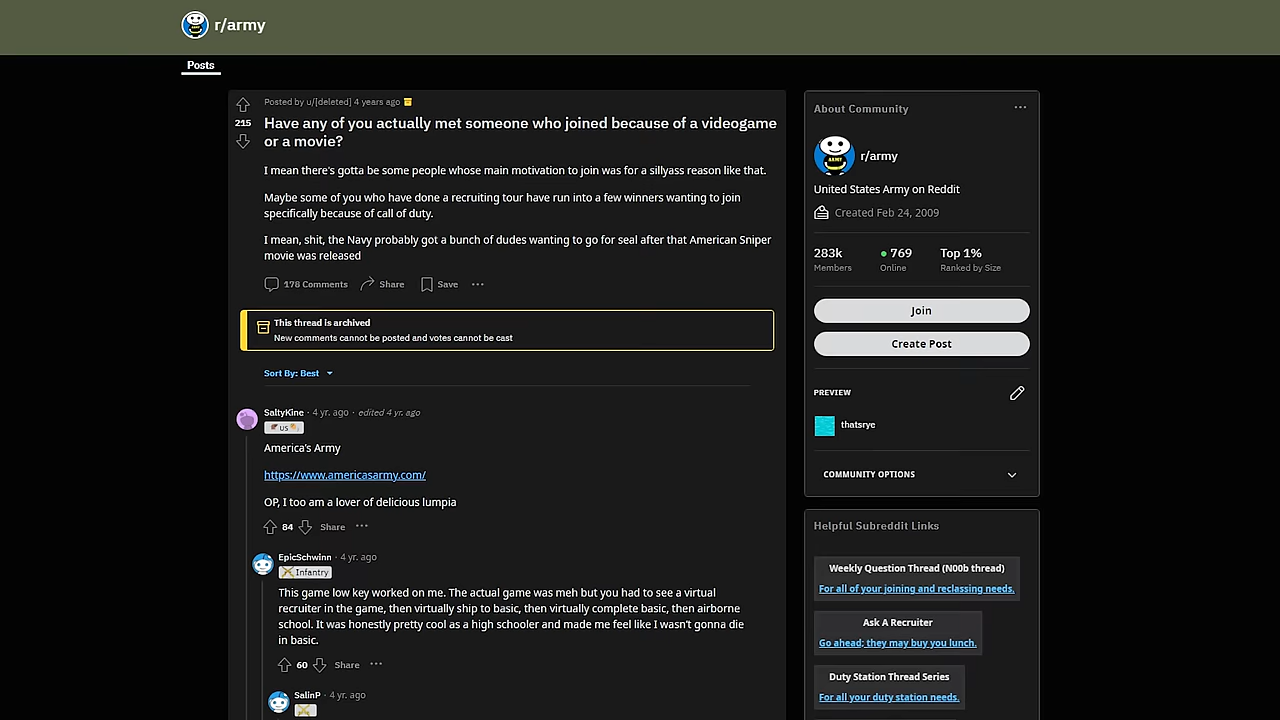 r/army
Posts
Posted by u/[deleted] 4 years ago
215
Have any of you actually met someone who joined because of a videogame
or a movie?
I mean there's gotta be some people whose main motivation to join was for a sillyass reason like that.
Maybe some of you who have done a recruiting tour have run into a few winners wanting to join
specifically because of call of duty.
I mean, shit, the Navy probably got a bunch of dudes wanting to go for seal after that American Sniper
movie was released
178 Comments Share Save
This thread is archived
New comments cannot be posted and votes cannot be cast
Sort By: Best
SaltyKine · 4 yr. ago · edited 4 yr. ago
us
America's Army
https://www.americasarmy.com/
OP, I too am a lover of delicious lumpia
84 Share
EpicSchwinn · 4 yr. ago
Infantry
This game low key worked on me. The actual game was meh but you had to see a virtual
recruiter in the game, then virtually ship to basic, then virtually complete basic, then airborne
school. It was honestly pretty cool as a high schooler and made me feel like I wasn't gonna die
in basic.
60 Share
SalinP · 4 yr. ago
About Community
r/army
United States Army on Reddit
Created Feb 24, 2009
283k 769 Top 1%
Members Online Ranked by Size
Join
Create Post
PREVIEW
thatsrye
COMMUNITY OPTIONS
Helpful Subreddit Links
Weekly Question Thread (N00b thread)
For all of your joining and reclassing needs.
Ask A Recruiter
Go ahead; they may buy you lunch.
Duty Station Thread Series
For all your duty station needs.